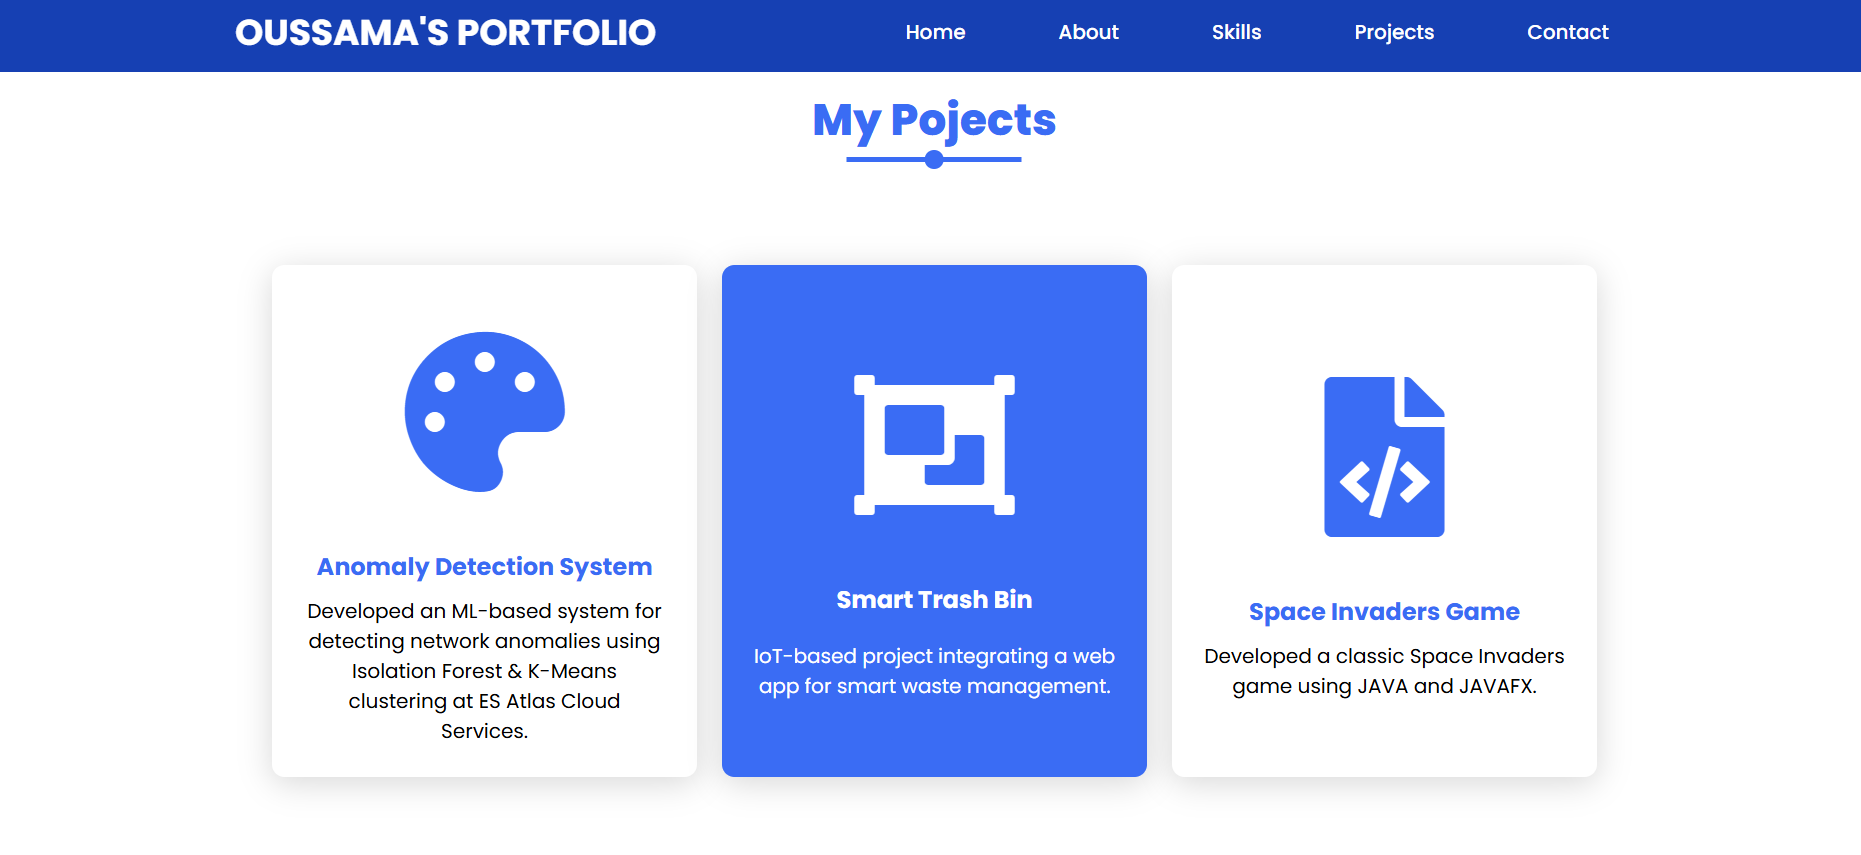 OUSSAMA'S PORTFOLIO
Home
About
Skills
Projects
Contact
My Pojects
Anomaly Detection System
Developed an ML-based system for
detecting network anomalies using
Isolation Forest & K-Means
clustering at ES Atlas Cloud
Services.
Smart Trash Bin
IoT-based project integrating a web
app for smart waste management.
Space Invaders Game
Developed a classic Space Invaders
game using JAVA and JAVAFX.